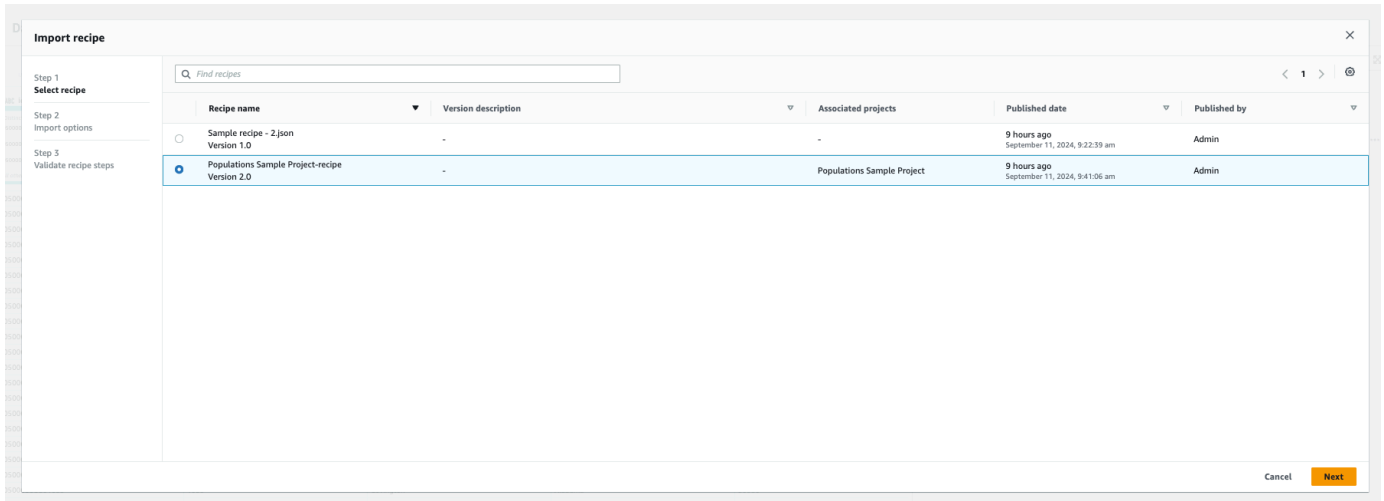 Import recipe
Step 1
Select recipe
Step 2
Import options
Step 3
Validate recipe steps
Find recipes
1
Recipe name
Version description
Associated projects
Published date
Published by
Sample recipe - 2.json
Version 1.0
-
-
9 hours ago
September 11, 2024, 9:22:39 am
Admin
Populations Sample Project-recipe
Version 2.0
-
Populations Sample Project
9 hours ago
September 11, 2024, 9:41:06 am
Admin
Cancel
Next